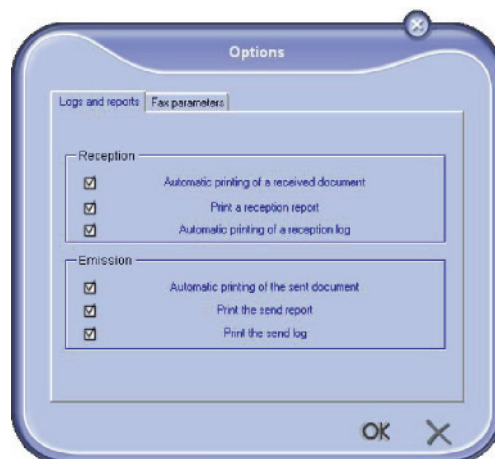 Options
Logs and reports Fax parameters
Reception
Automatic printing of a received document
Print a reception report
Automatic printing of a reception log
Emission
Automatic printing of the sent document
Print the send report
Print the send log
OK